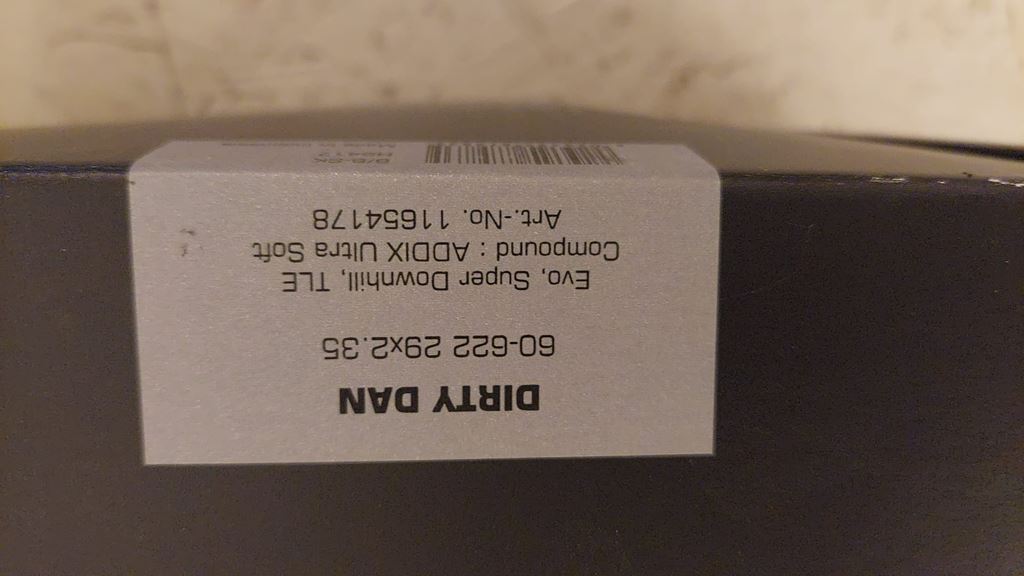 DIRTY DAN
60-622 29x2.35
Evo, Super Downhill, TLE
Compound : ADDIX Ultra Soft
Art.-No. 11654178